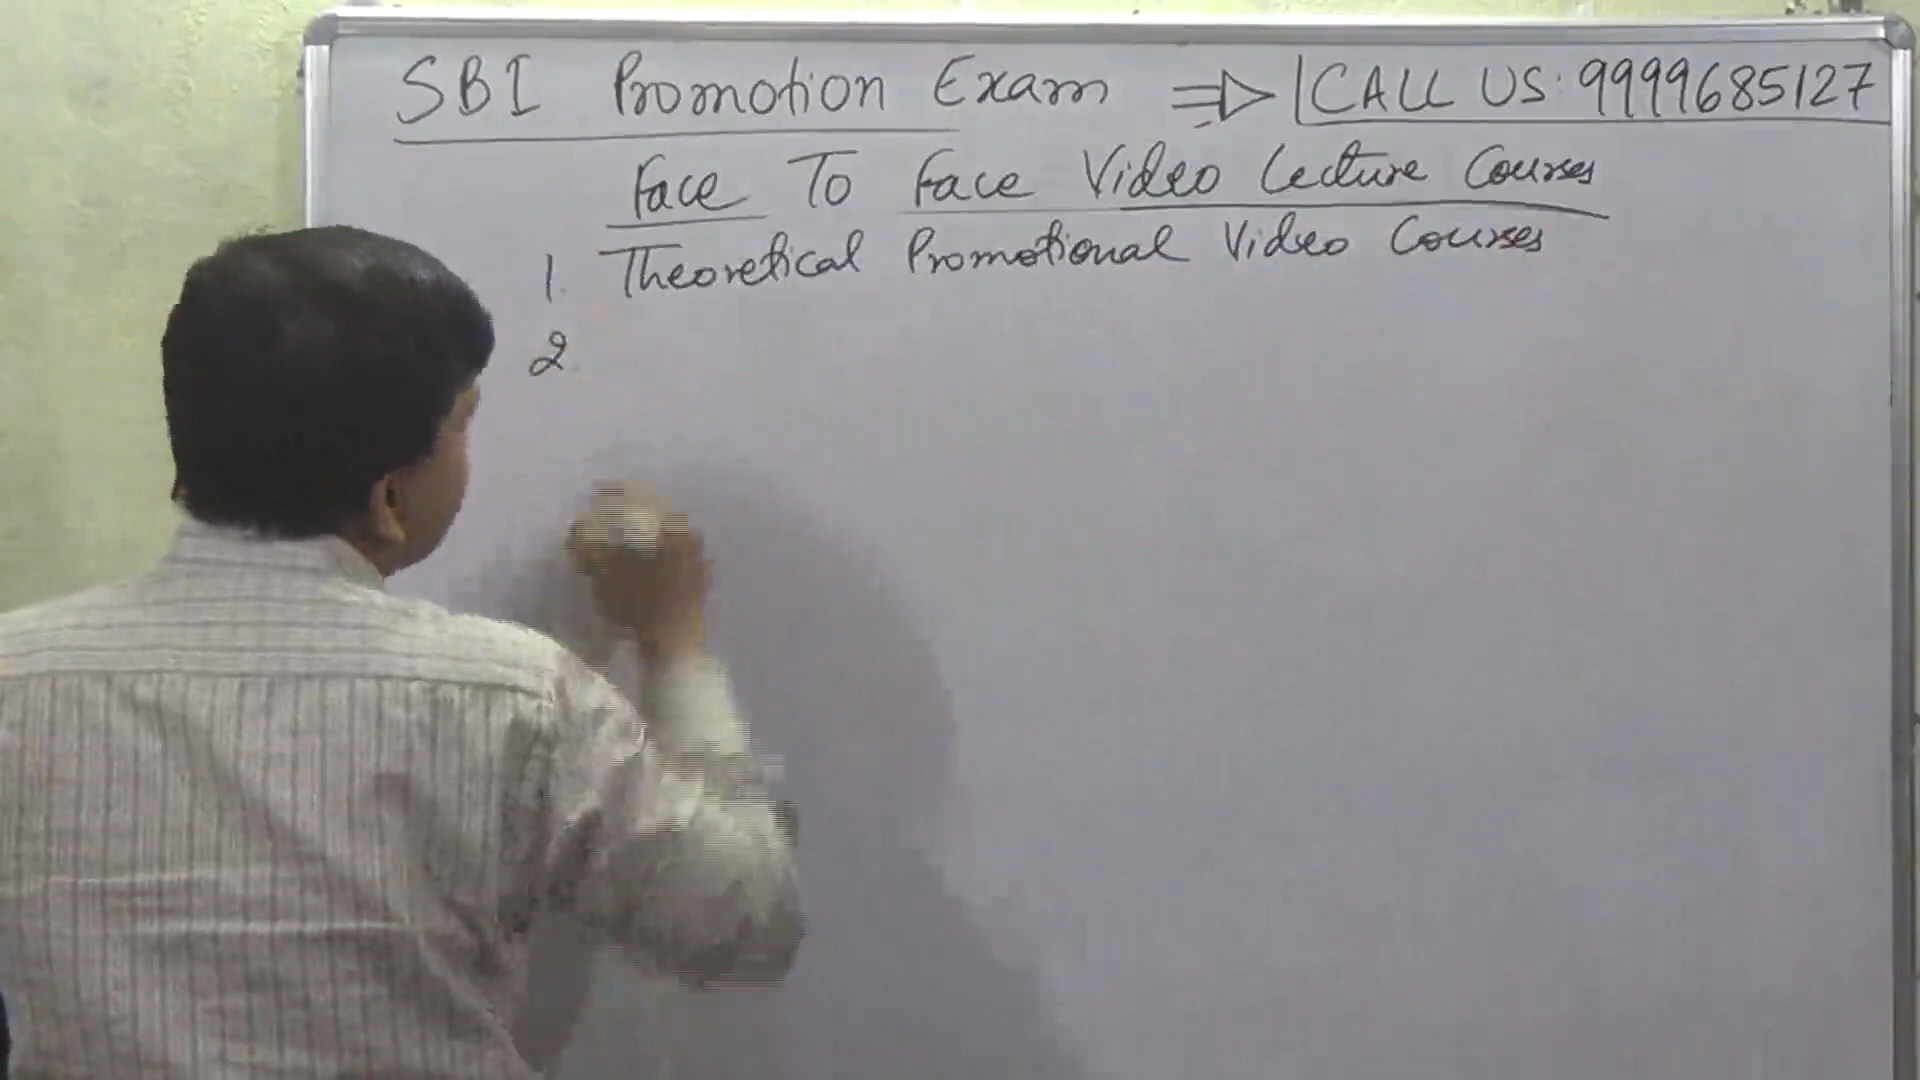 SBI Promotion Exam ⇒ CALL US: 9999685127
Face To Face Video Lecture Courses
1. Theoretical Promotional Video Courses
2.